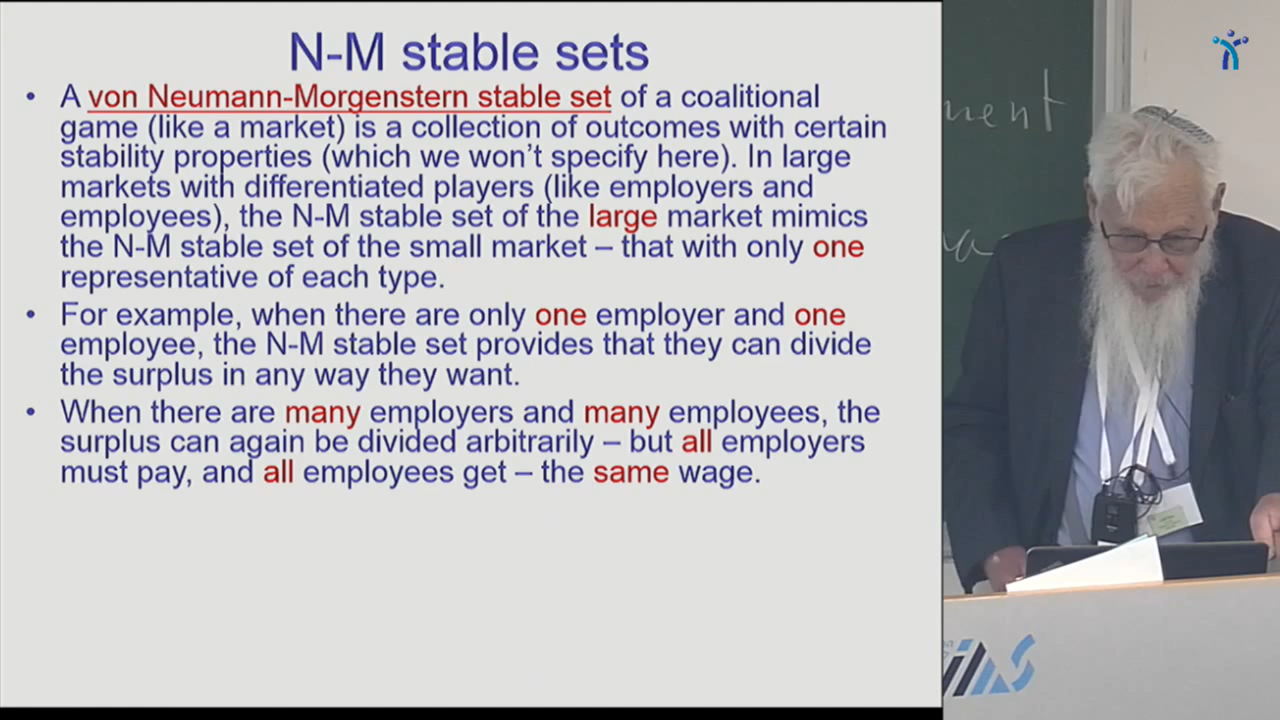 N-M stable sets
• A von Neumann-Morgenstern stable set of a coalitional
game (like a market) is a collection of outcomes with certain
stability properties (which we won’t specify here). In large
markets with differentiated players (like employers and
employees), the N-M stable set of the large market mimics
the N-M stable set of the small market – that with only one
representative of each type.
• For example, when there are only one employer and one
employee, the N-M stable set provides that they can divide
the surplus in any way they want.
• When there are many employers and many employees, the
surplus can again be divided arbitrarily – but all employers
must pay, and all employees get – the same wage.